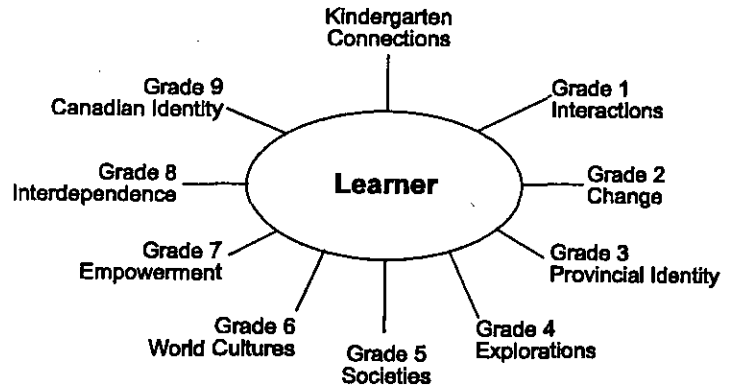 Kindergarten
Connections
Grade 1
Interactions
Grade 2
Change
Grade 3
Provincial Identity
Grade 4
Explorations
Grade 5
Societies
Grade 6
World Cultures
Grade 7
Empowerment
Grade 8
Interdependence
Grade 9
Canadian Identity
Learner